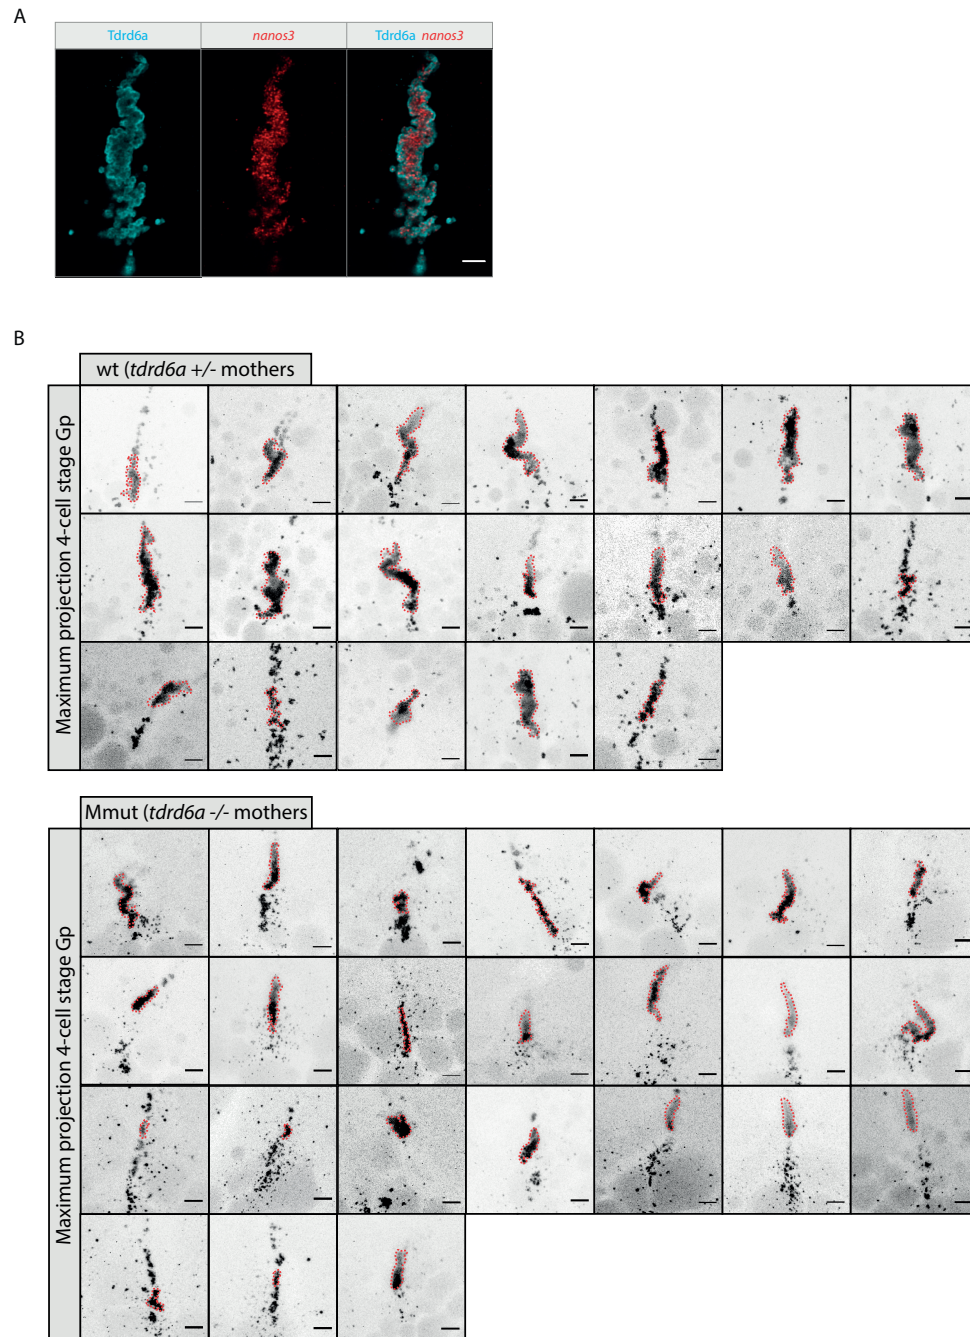 A
Tdrd6a
nanos3
Tdrd6a nanos3
B
wt (tdrd6a +/- mothers
Maximum projection 4-cell stage Gp
Mmut (tdrd6a -/- mothers
Maximum projection 4-cell stage Gp